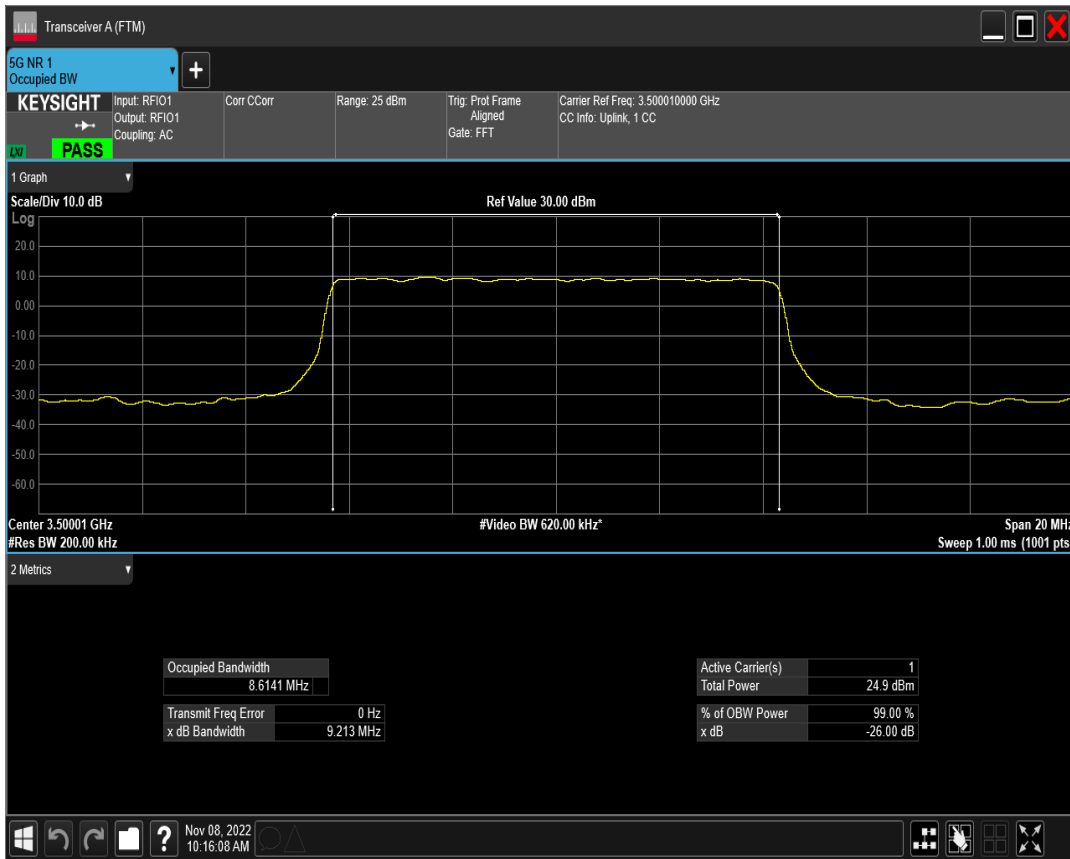 Transceiver A (FTM)
5G NR 1
Occupied BW
+
KEYSIGHT
LXI
PASS
Input: RFIO1
Output: RFIO1
Coupling: AC
Corr CCorr
Range: 25 dBm
Trig: Prot Frame
Aligned
Gate: FFT
Carrier Ref Freq: 3.500010000 GHz
CC Info: Uplink, 1 CC
1 Graph
Scale/Div 10.0 dB
Ref Value 30.00 dBm
Log
20.0
10.0
0.00
-10.0
-20.0
-30.0
-40.0
-50.0
-60.0
Center 3.50001 GHz
#Video BW 620.00 kHz*
Span 20 MHz
#Res BW 200.00 kHz
Sweep 1.00 ms (1001 pts
2 Metrics
Occupied Bandwidth
8.6141 MHz
Transmit Freq Error 0 Hz
x dB Bandwidth 9.213 MHz
Active Carrier(s) 1
Total Power 24.9 dBm
% of OBW Power 99.00 %
x dB -26.00 dB
?
Nov 08, 2022
10:16:08 AM